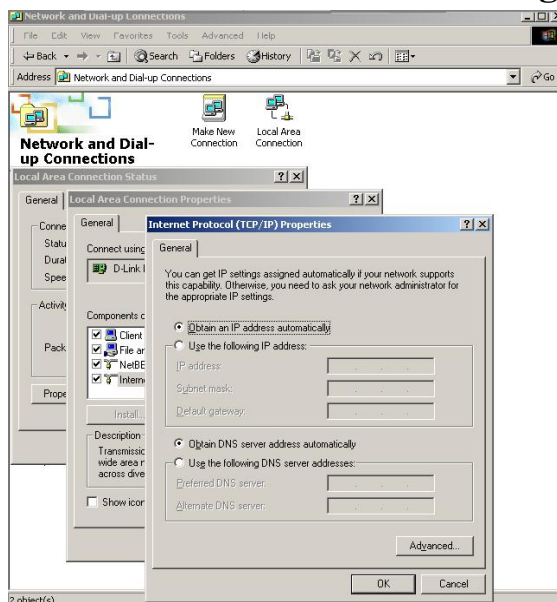 Network and Dial-up Connections
File Edit View Favorites Tools Advanced Help
Back Search Folders History
Address Network and Dial-up Connections Go
Network and Dial-
up Connections
Make New
Connection
Local Area
Connection
Local Area Connection Status
General
Conne
Statu
Durat
Spee
Activity
Pack
Prope
Local Area Connection Properties
General
Connect using
D-Link
Components c
Client
File ar
NetBE
Intern
Install...
Description
Transmissic
wide area n
across dive
Show icor
Internet Protocol (TCP/IP) Properties
General
You can get IP settings assigned automatically if your network supports
this capability. Otherwise, you need to ask your network administrator for
the appropriate IP settings.
Obtain an IP address automatically
Use the following IP address:
IP address:
Subnet mask:
Default gateway:
Obtain DNS server address automatically
Use the following DNS server addresses:
Preferred DNS server:
Alternate DNS server:
Advanced...
OK Cancel
2 object(s)